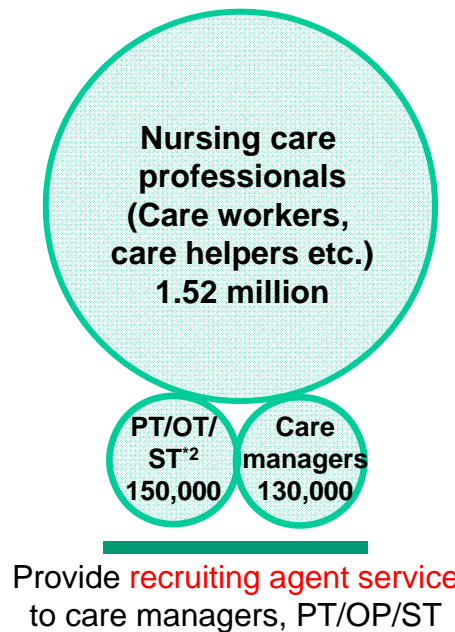 Nursing care
professionals
(Care workers,
care helpers etc.)
1.52 million
PT/OT/
ST*2
150,000
Care
managers
130,000
Provide recruiting agent service
to care managers, PT/OP/ST